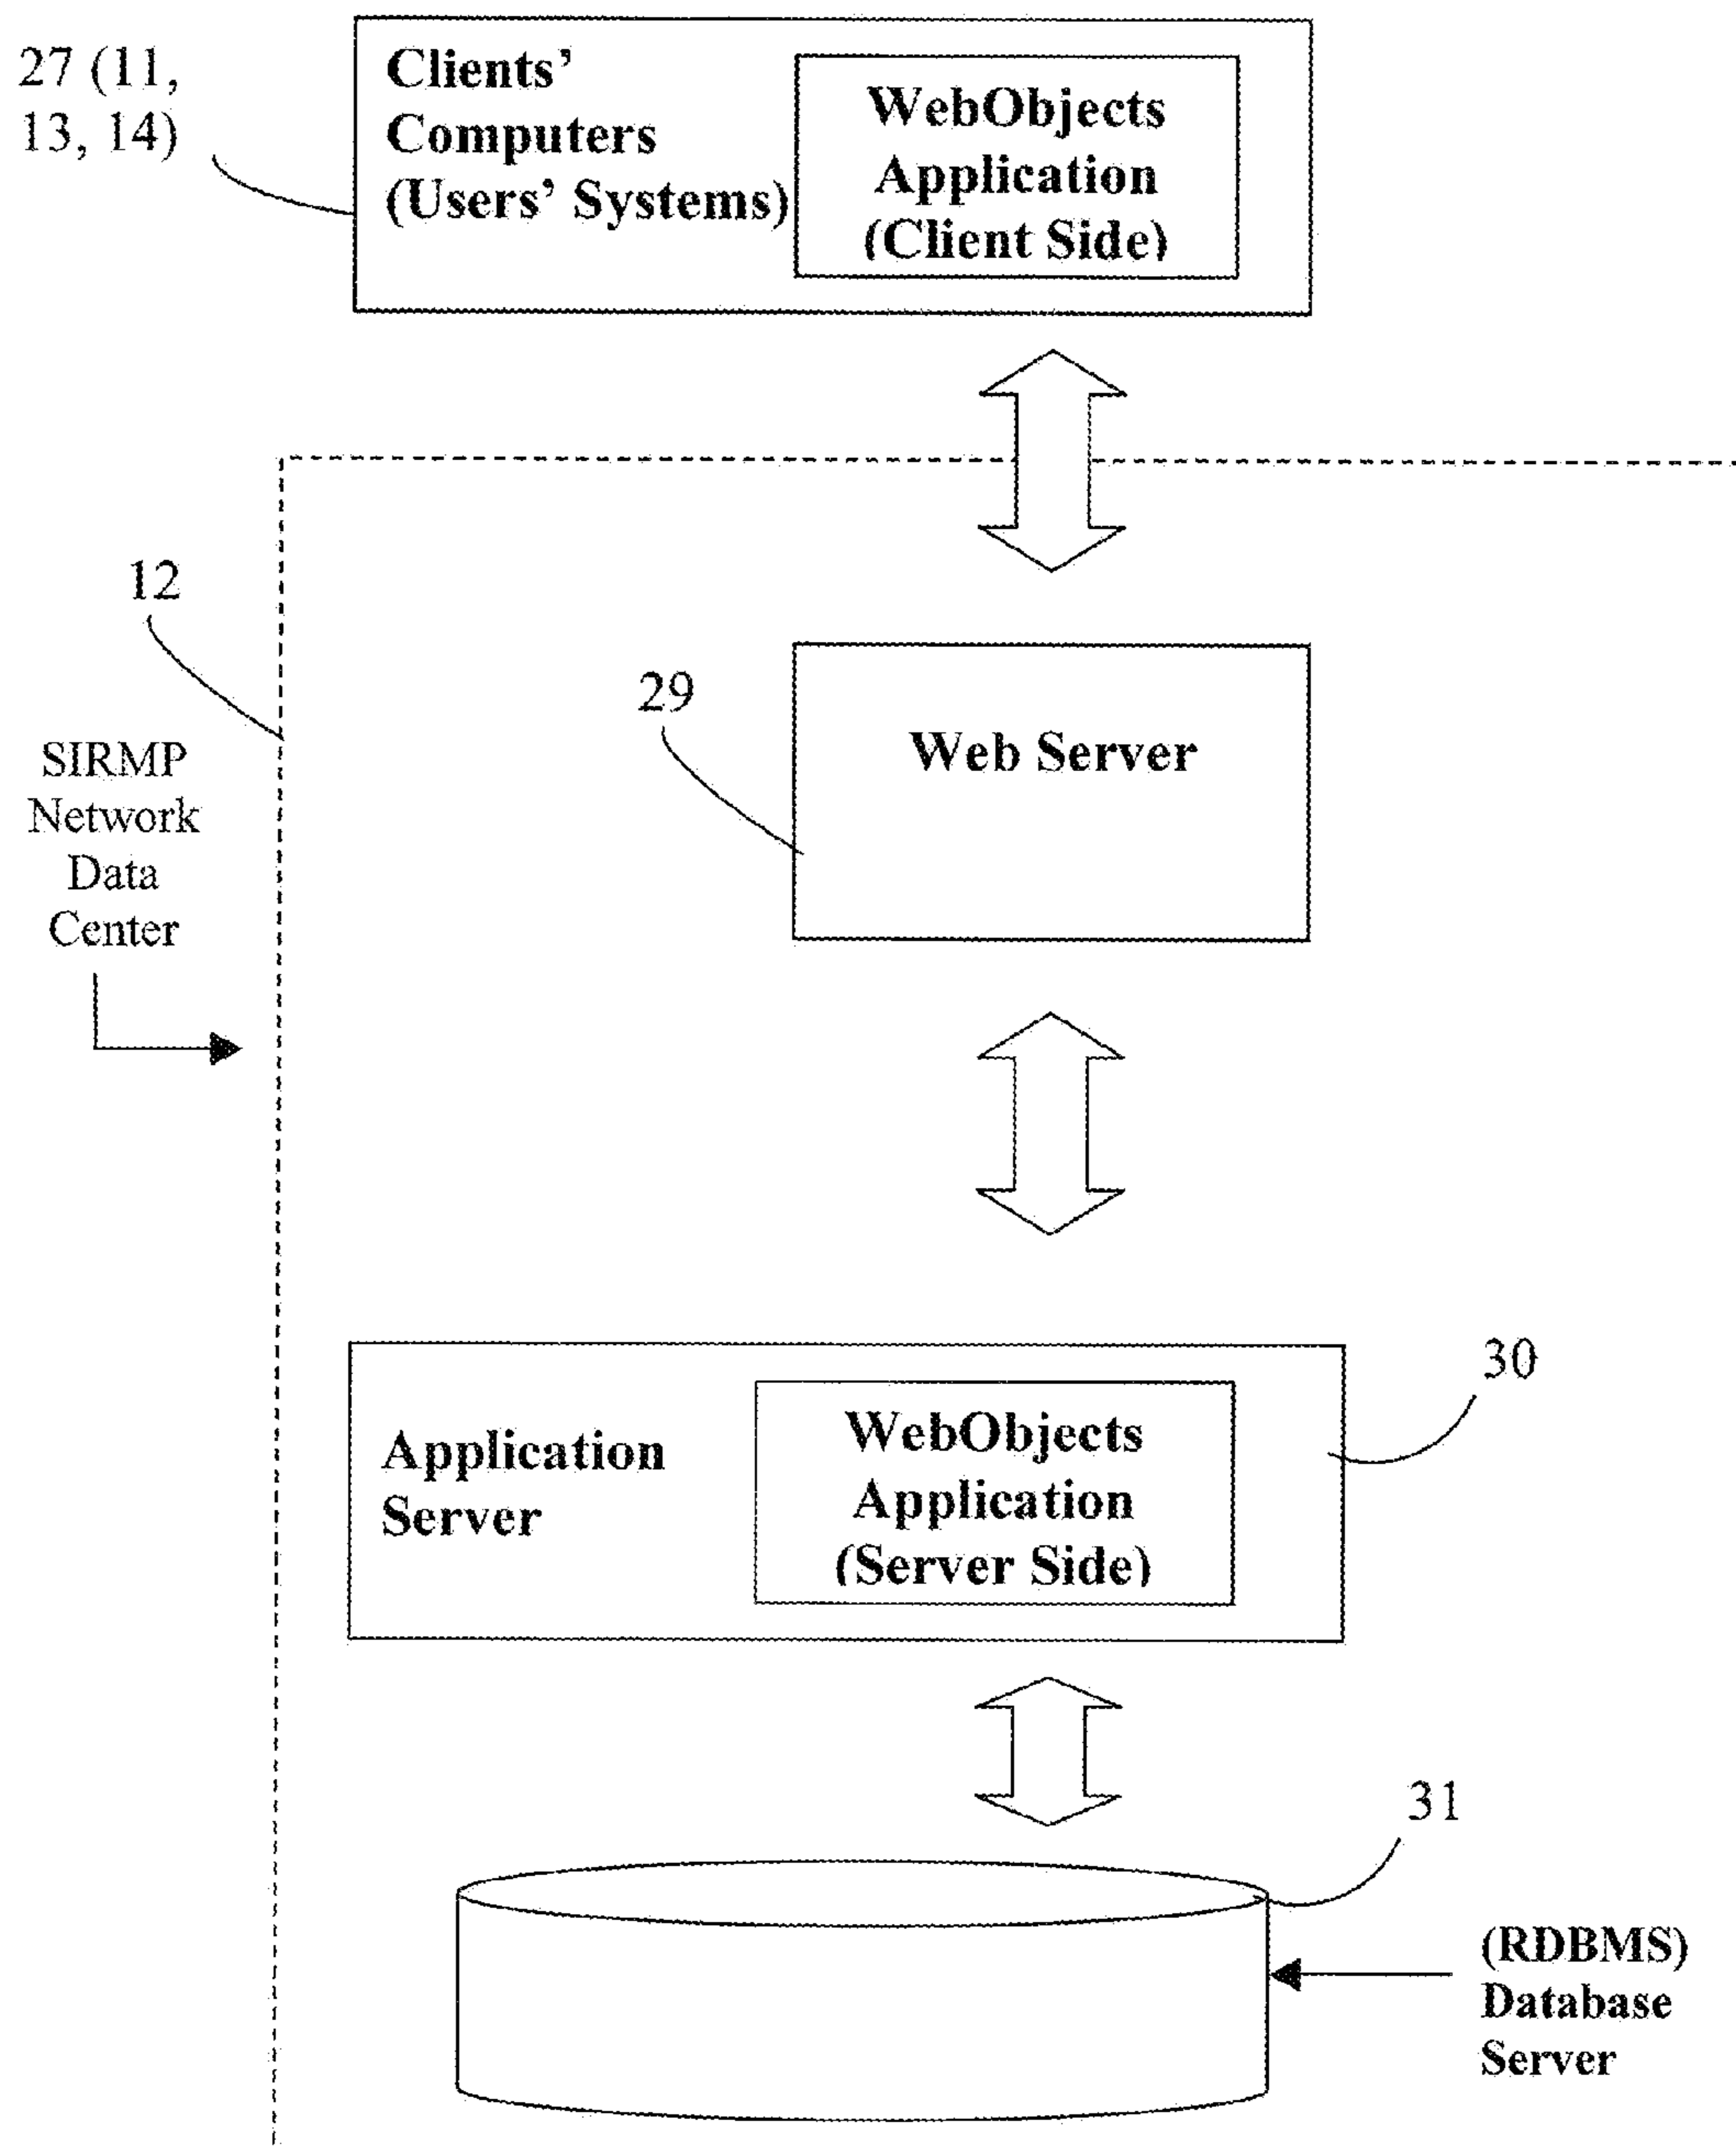 27 (11,
13, 14)
Clients’
Computers
(Users’ Systems)
WebObjects
Application
(Client Side)
12
SIRMP
Network
Data
Center
29
Web Server
30
Application
Server
WebObjects
Application
(Server Side)
31
(RDBMS)
Database
Server